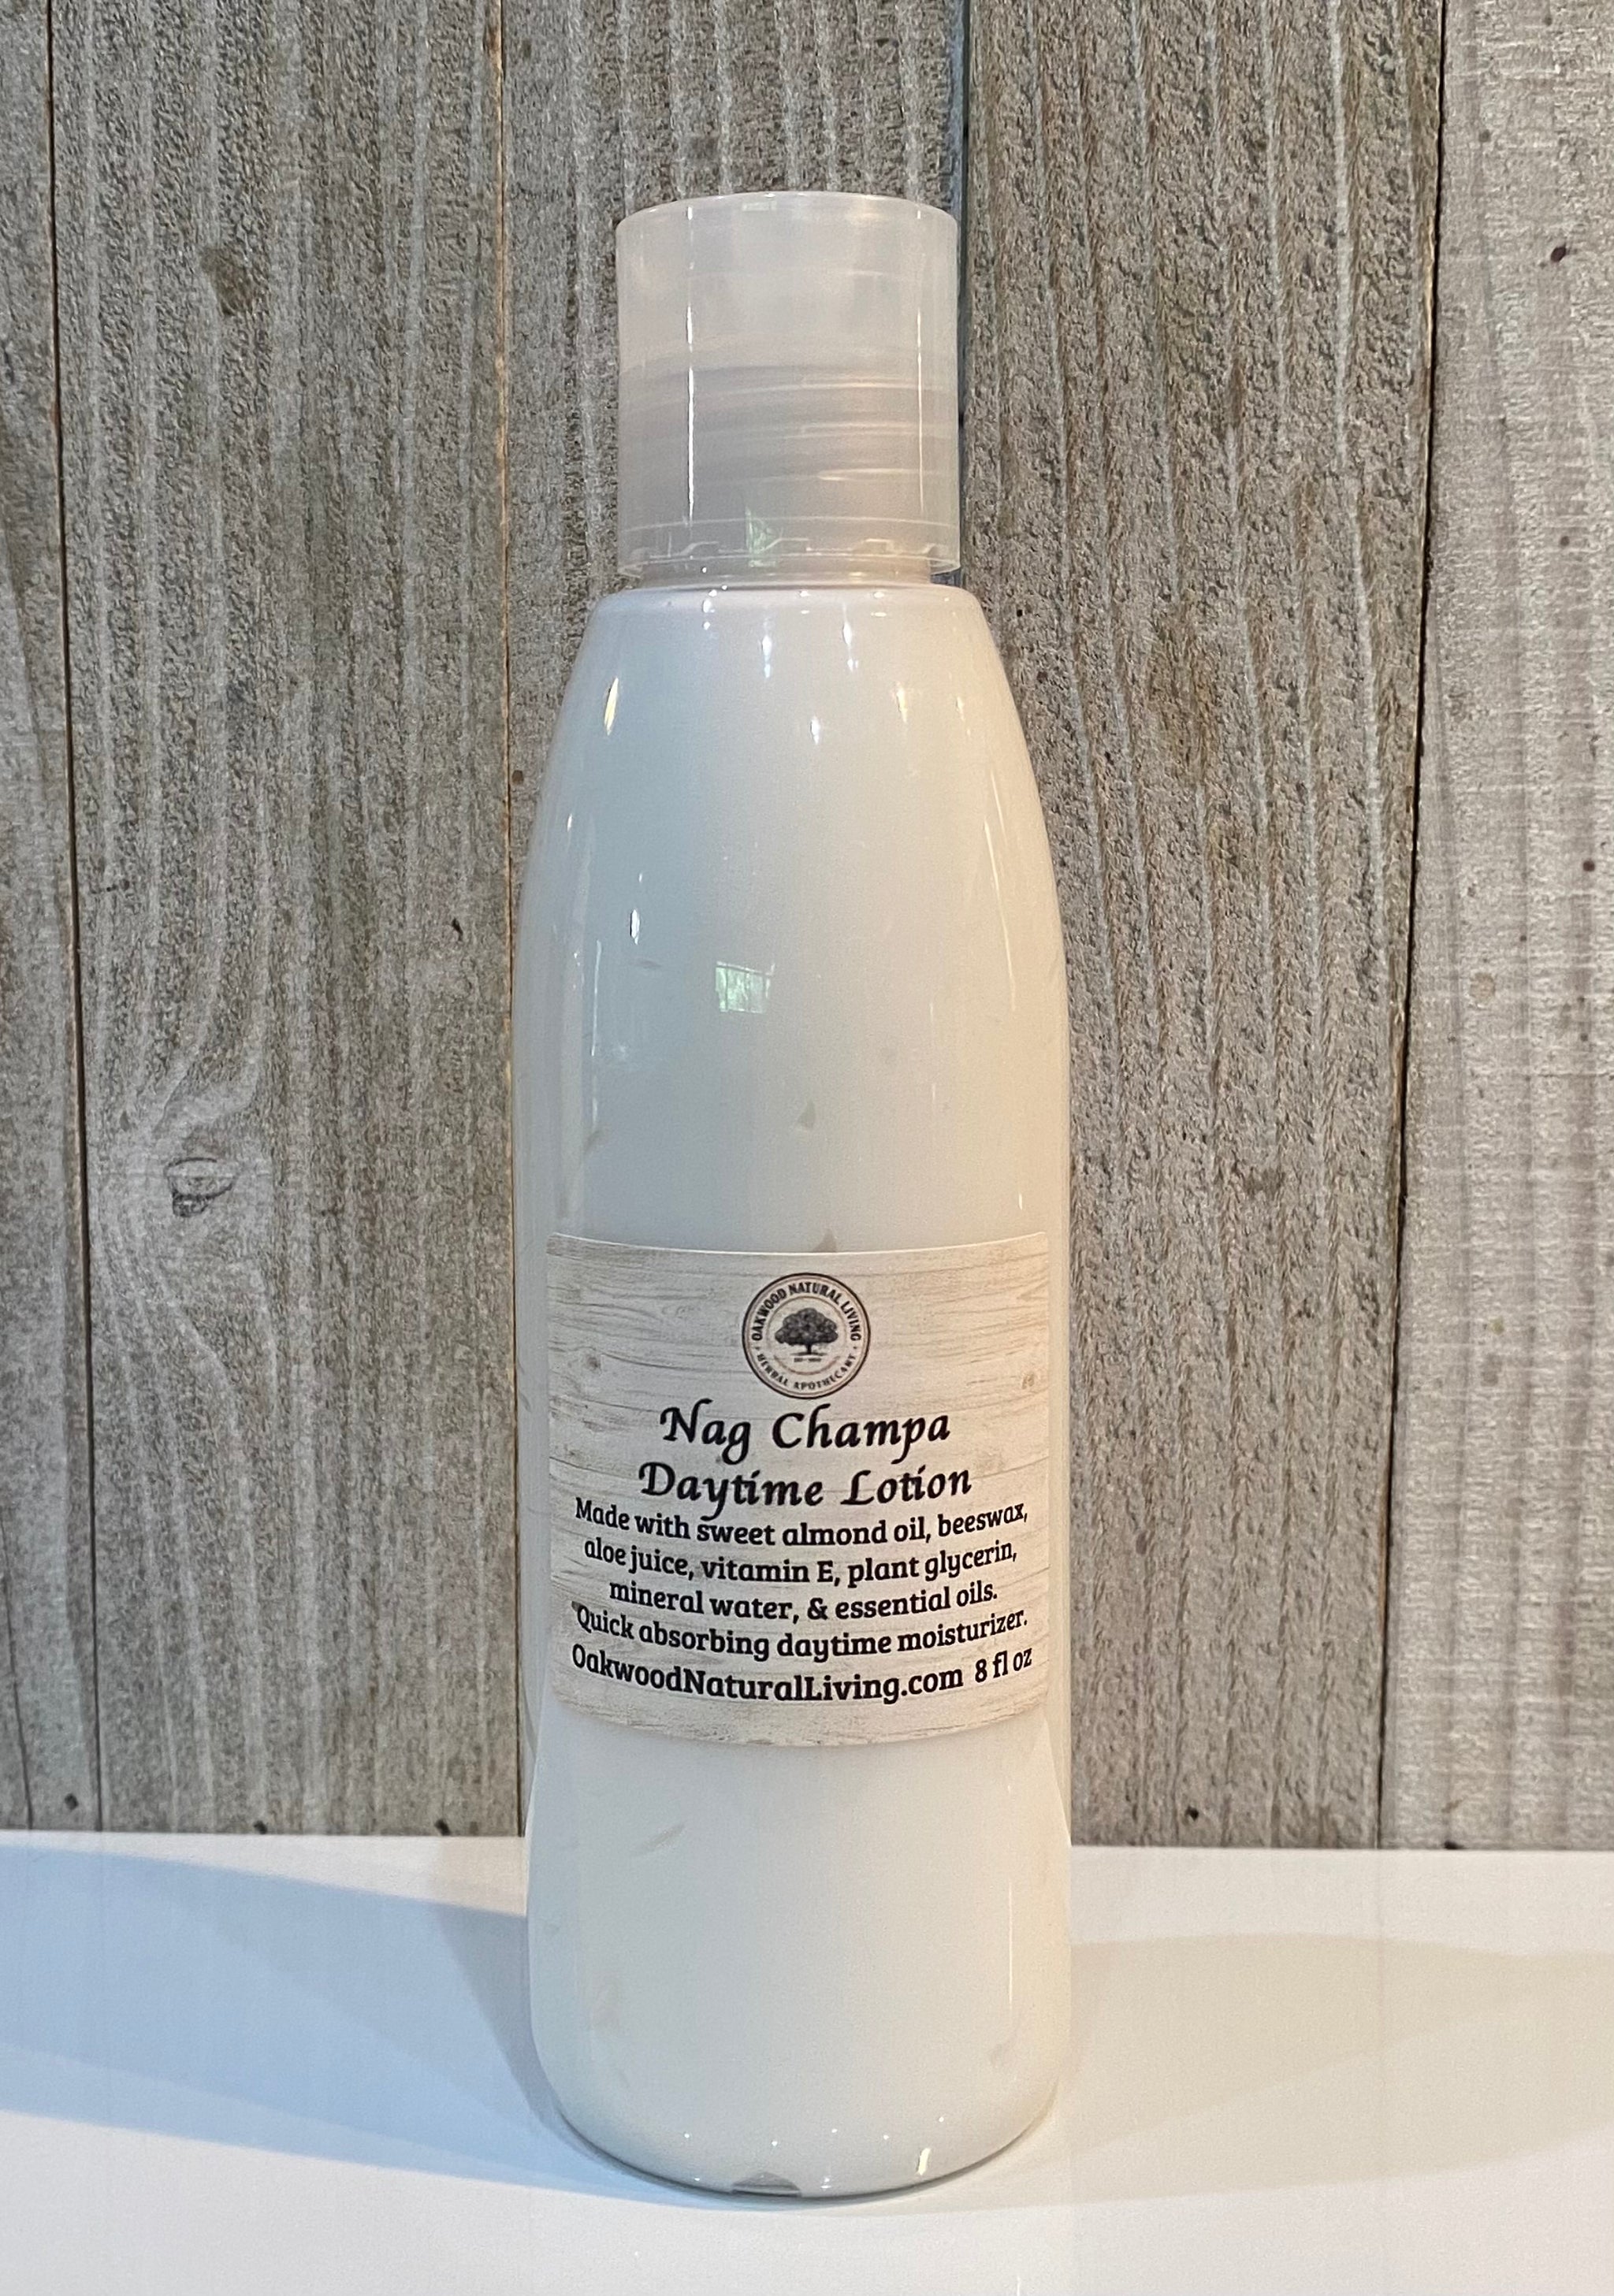 OAKWOOD NATURAL LIVING
HERBAL APOTHECARY
Nag Champa
Daytime Lotion
Made with sweet almond oil, beeswax,
aloe juice, vitamin E, plant glycerin,
mineral water, & essential oils.
Quick absorbing daytime moisturizer.
OakwoodNaturalLiving.com 8 fl oz